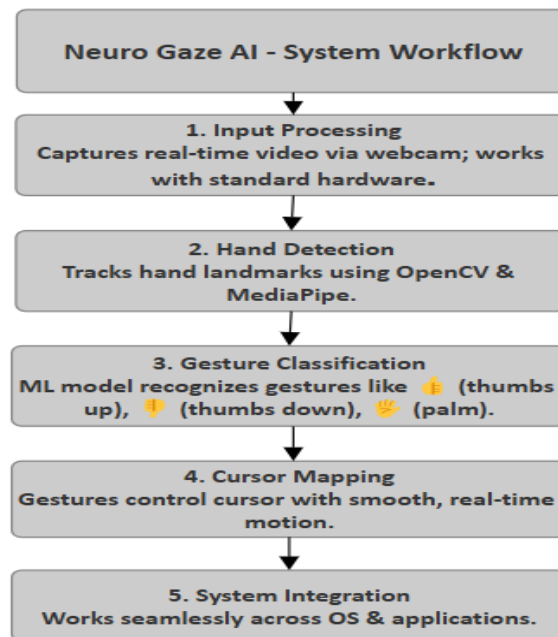 Neuro Gaze AI - System Workflow
1. Input Processing
Captures real-time video via webcam; works
with standard hardware.
2. Hand Detection
Tracks hand landmarks using OpenCV &
MediaPipe.
3. Gesture Classification
ML model recognizes gestures like 👍 (thumbs
up), 👎 (thumbs down), 👋 (palm).
4. Cursor Mapping
Gestures control cursor with smooth, real-time
motion.
5. System Integration
Works seamlessly across OS & applications.